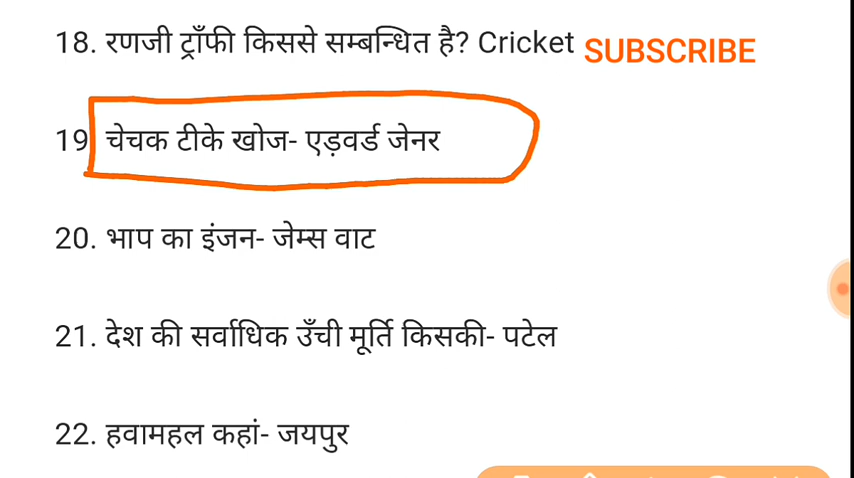 18. रणजी ट्रॉंफी किससे सम्बन्धित है? Cricket SUBSCRIBE
19 चेचक टीके खोज- एड़वर्ड जेनर
20. भाप का इंजन- जेम्स वाट
21. देश की सर्वाधिक उँची मूर्ति किसकी- पटेल
22. हवामहल कहां- जयपुर